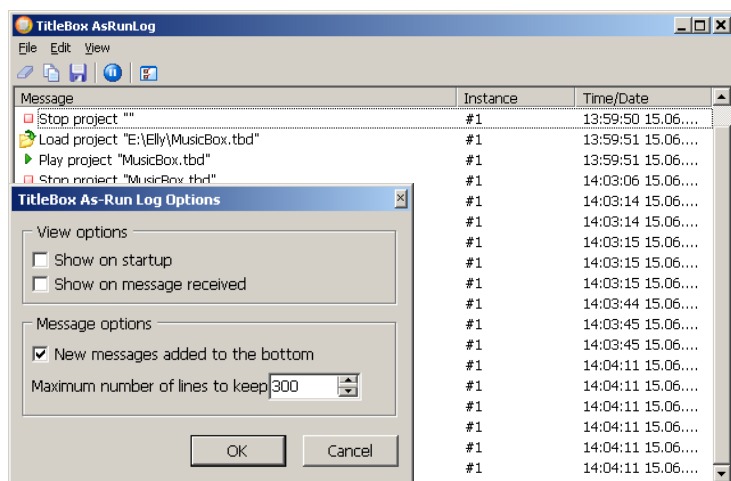 TitleBox AsRunLog
File Edit View
Message Instance Time/Date
Stop project "" #1 13:59:50 15.06....
Load project "E:\Elly\MusicBox.tbd" #1 13:59:51 15.06....
Play project "MusicBox.tbd" #1 13:59:51 15.06....
Stop project "MusicBox.tbd" #1 14:03:06 15.06....
#1 14:03:14 15.06....
#1 14:03:14 15.06....
#1 14:03:15 15.06....
#1 14:03:15 15.06....
#1 14:03:15 15.06....
#1 14:03:44 15.06....
#1 14:03:45 15.06....
#1 14:03:45 15.06....
#1 14:04:11 15.06....
#1 14:04:11 15.06....
#1 14:04:11 15.06....
#1 14:04:11 15.06....
#1 14:04:11 15.06....
#1 14:04:11 15.06....
TitleBox As-Run Log Options
View options
Show on startup
Show on message received
Message options
New messages added to the bottom
Maximum number of lines to keep 300
OK Cancel